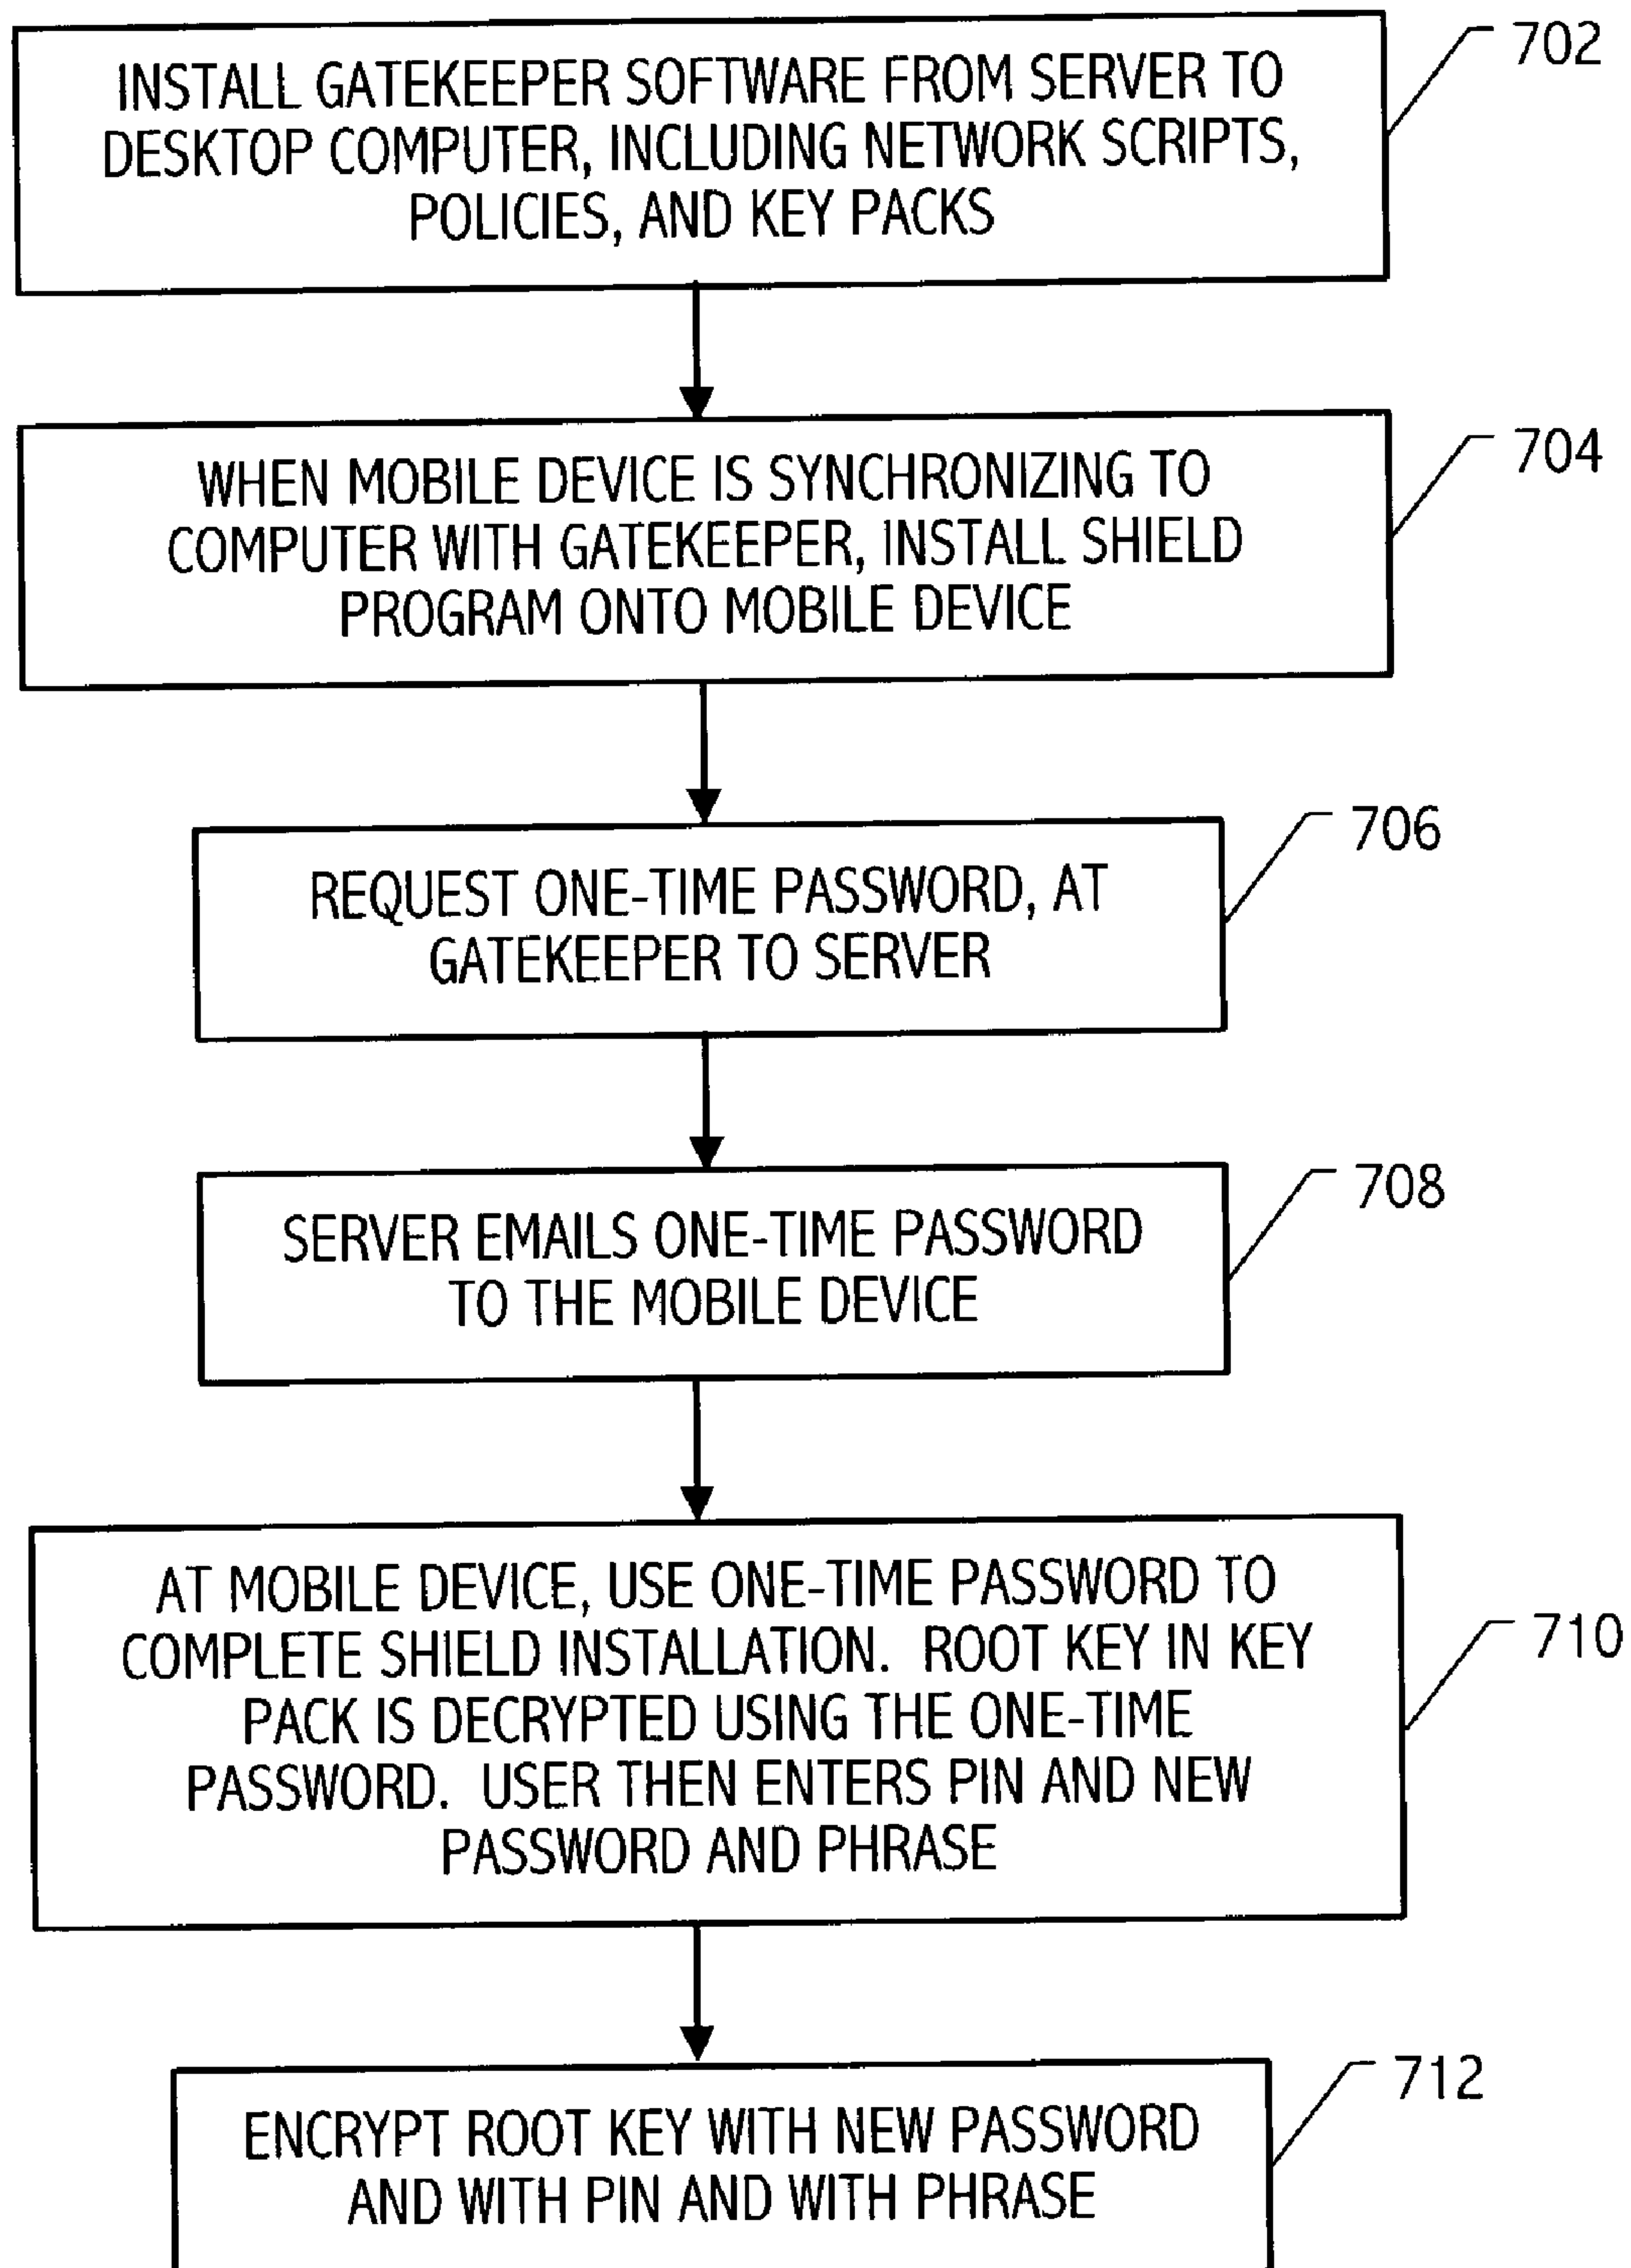 INSTALL GATEKEEPER SOFTWARE FROM SERVER TO
DESKTOP COMPUTER, INCLUDING NETWORK SCRIPTS,
POLICIES, AND KEY PACKS
702
WHEN MOBILE DEVICE IS SYNCHRONIZING TO
COMPUTER WITH GATEKEEPER, INSTALL SHIELD
PROGRAM ONTO MOBILE DEVICE
704
REQUEST ONE-TIME PASSWORD, AT
GATEKEEPER TO SERVER
706
SERVER EMAILS ONE-TIME PASSWORD
TO THE MOBILE DEVICE
708
AT MOBILE DEVICE, USE ONE-TIME PASSWORD TO
COMPLETE SHIELD INSTALLATION. ROOT KEY IN KEY
PACK IS DECRYPTED USING THE ONE-TIME
PASSWORD. USER THEN ENTERS PIN AND NEW
PASSWORD AND PHRASE
710
ENCRYPT ROOT KEY WITH NEW PASSWORD
AND WITH PIN AND WITH PHRASE
712